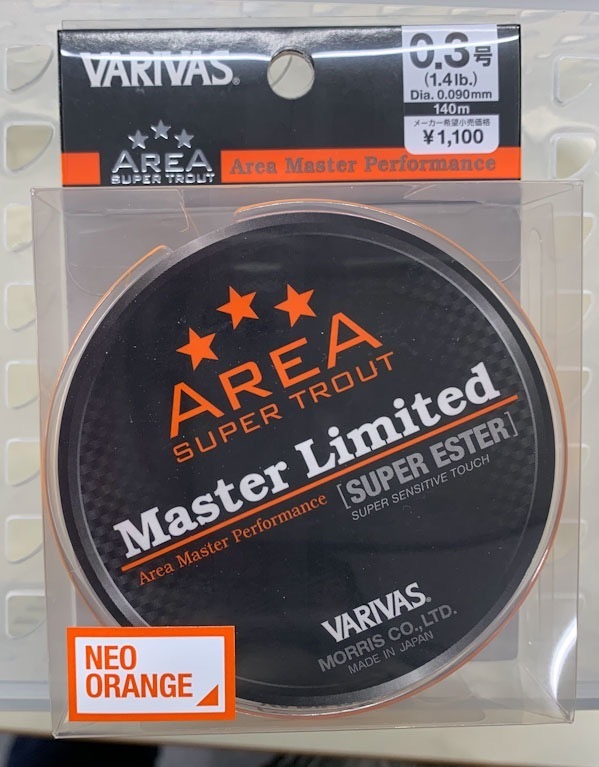 VARIVAS®
0.3号
(1.4lb.)
Dia. 0.090mm
140m
メーカー希望小売価格
¥1,100
AREA
SUPER TROUT
Area Master Performance
AREA
SUPER TROUT
Master Limited
Area Master Performance
[SUPER ESTER]
SUPER SENSITIVE TOUCH
VARIVAS®
MORRIS CO.,LTD.
MADE IN JAPAN
NEO
ORANGE